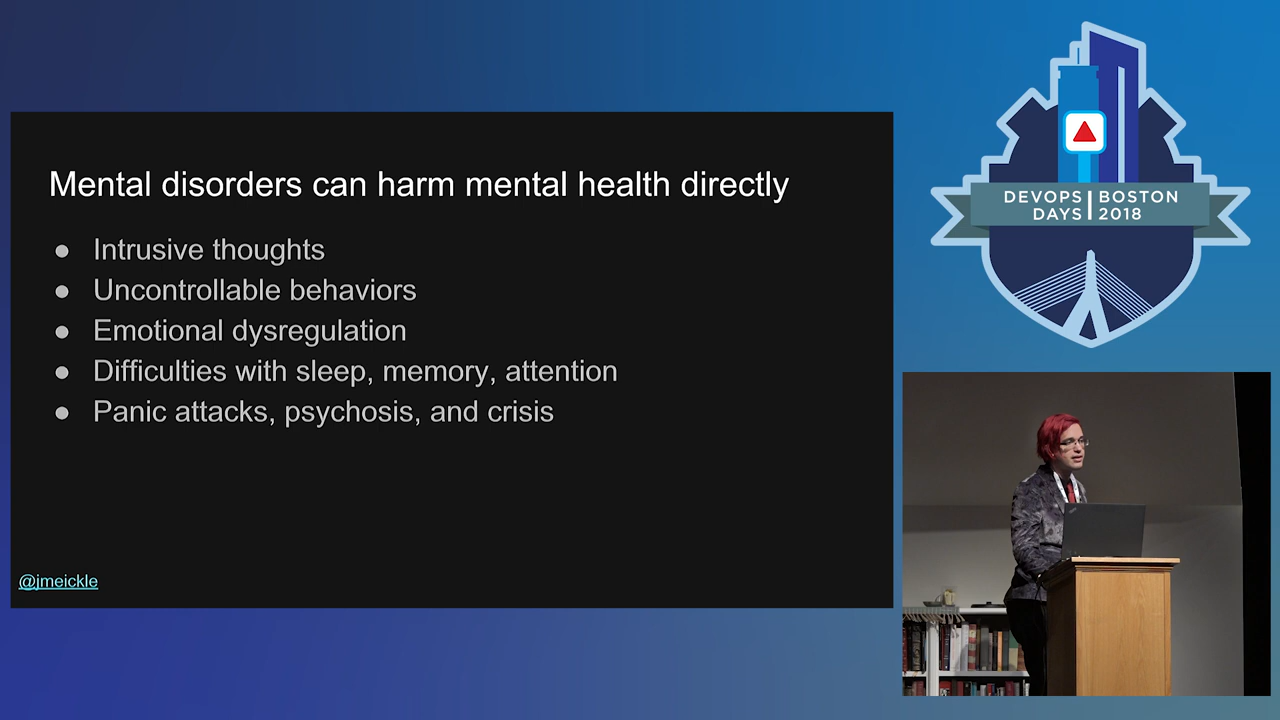 Mental disorders can harm mental health directly
● Intrusive thoughts
● Uncontrollable behaviors
● Emotional dysregulation
● Difficulties with sleep, memory, attention
● Panic attacks, psychosis, and crisis
@jmeickle
DEVOPS BOSTON
DAYS 2018